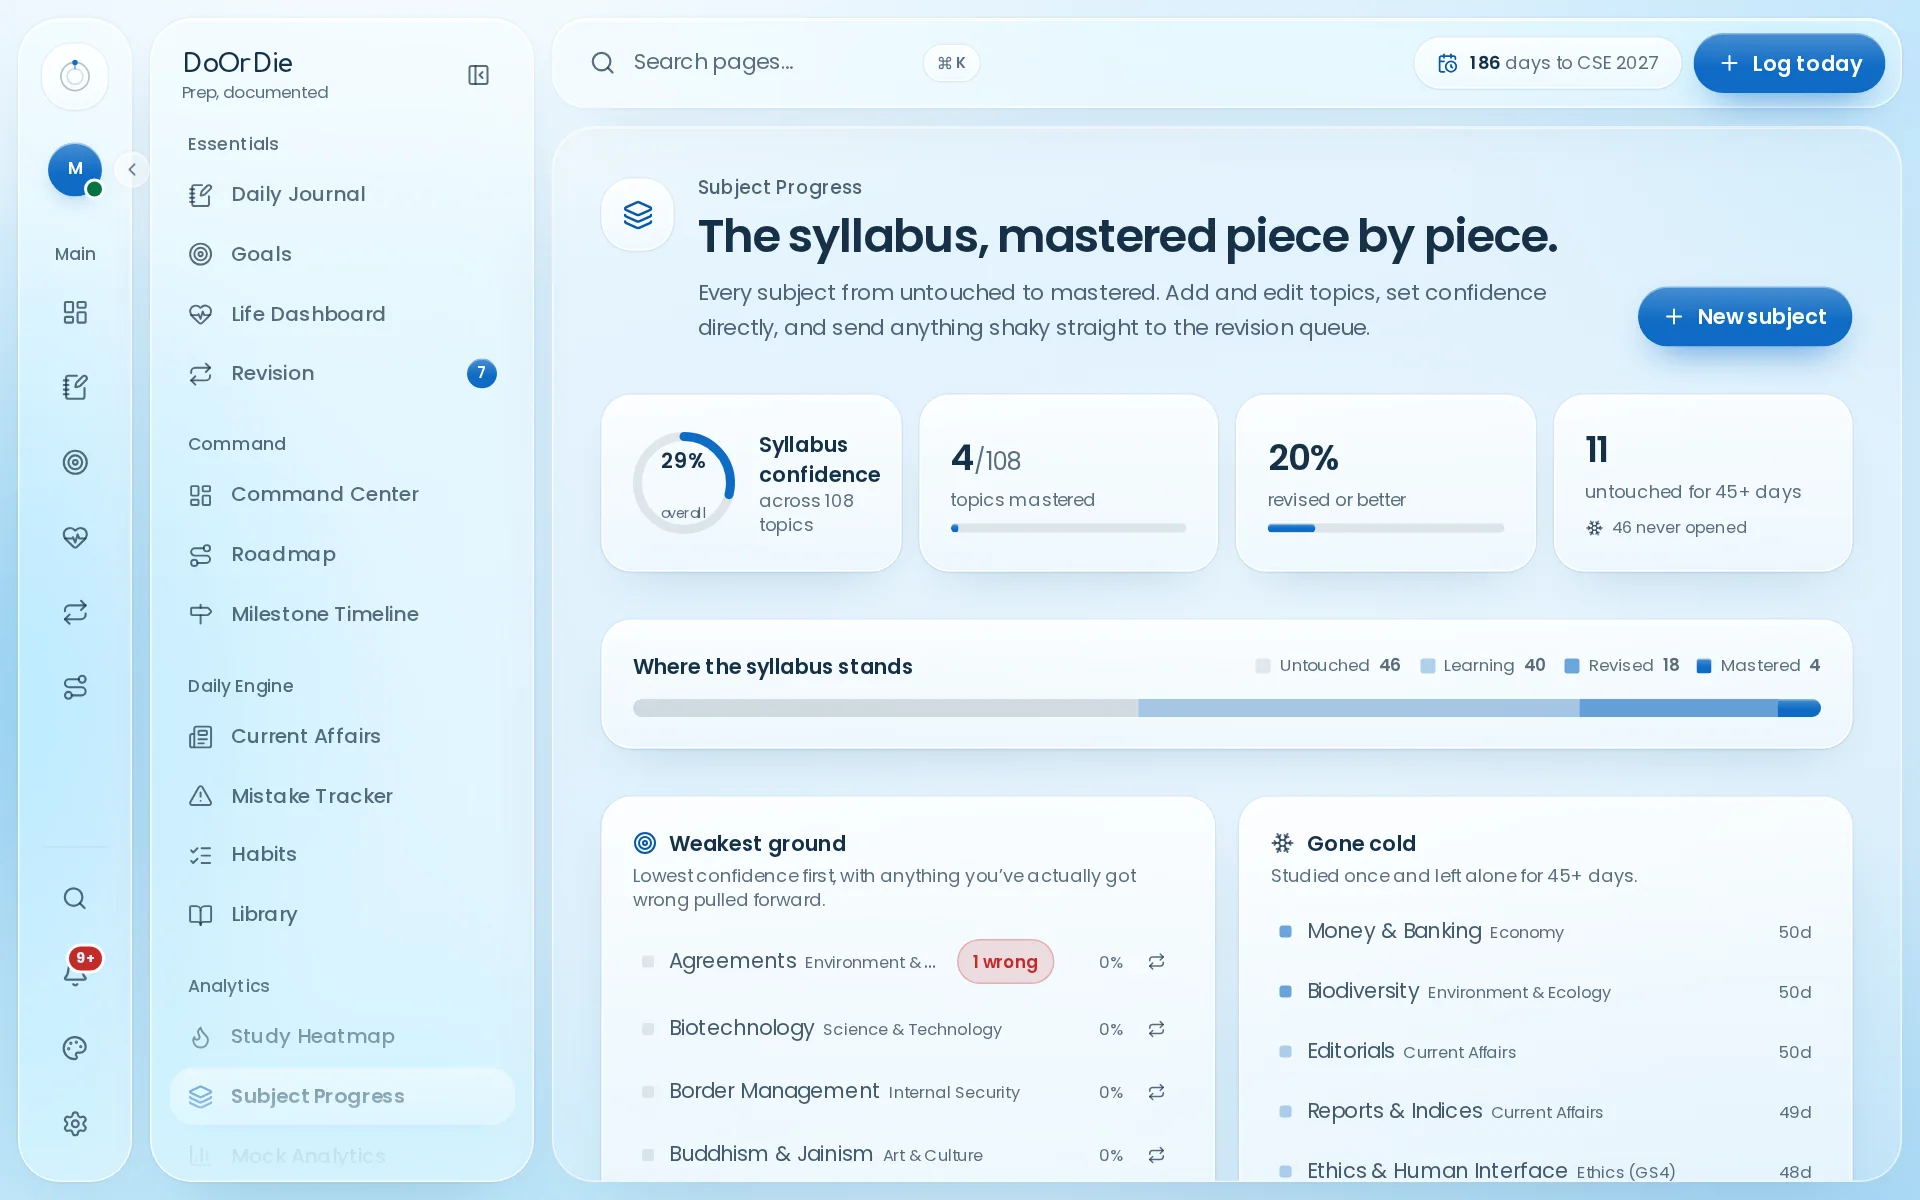 DoOrDie
Prep, documented
M
Main
9+
Essentials
Daily Journal
Goals
Life Dashboard
Revision 7
Command
Command Center
Roadmap
Milestone Timeline
Daily Engine
Current Affairs
Mistake Tracker
Habits
Library
Analytics
Study Heatmap
Subject Progress
Mock Analytics
Search pages... ⌘ K
186 days to CSE 2027
Log today
Subject Progress
The syllabus, mastered piece by piece.
Every subject from untouched to mastered. Add and edit topics, set confidence
directly, and send anything shaky straight to the revision queue.
New subject
29%
overall
Syllabus
confidence
across 108
topics
4/108
topics mastered
20%
revised or better
11
untouched for 45+ days
46 never opened
Where the syllabus stands
Untouched 46 Learning 40 Revised 18 Mastered 4
Weakest ground
Lowest confidence first, with anything you’ve actually got
wrong pulled forward.
Agreements Environment & ... 1 wrong 0%
Biotechnology Science & Technology 0%
Border Management Internal Security 0%
Buddhism & Jainism Art & Culture 0%
Gone cold
Studied once and left alone for 45+ days.
Money & Banking Economy 50d
Biodiversity Environment & Ecology 50d
Editorials Current Affairs 50d
Reports & Indices Current Affairs 49d
Ethics & Human Interface Ethics (GS4) 48d